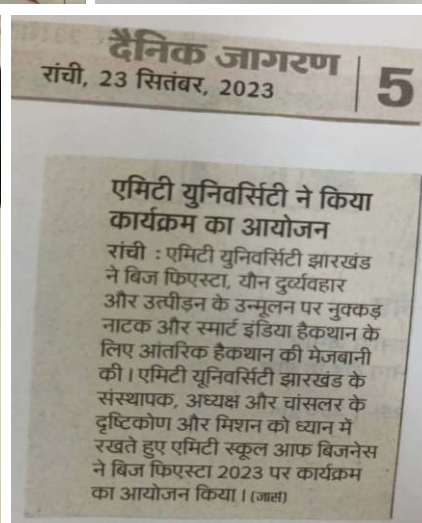 दैनिक जागरण
5
रांची, 23 सितंबर, 2023
एमिटी युनिवर्सिटी ने किया
कार्यक्रम का आयोजन
रांची : एमिटी युनिवर्सिटी झारखंड
ने बिज फिएस्टा, यौन दुर्व्यवहार
और उत्पीड़न के उन्मूलन पर नुक्कड़
नाटक और स्मार्ट इंडिया हैकथान के
लिए आंतरिक हैकथान की मेजबानी
की। एमिटी यूनिवर्सिटी झारखंड के
संस्थापक, अध्यक्ष और चांसलर के
दृष्टिकोण और मिशन को ध्यान में
रखते हुए एमिटी स्कूल आफ बिजनेस
ने बिज फिएस्टा 2023 पर कार्यक्रम
का आयोजन किया। (जासं)